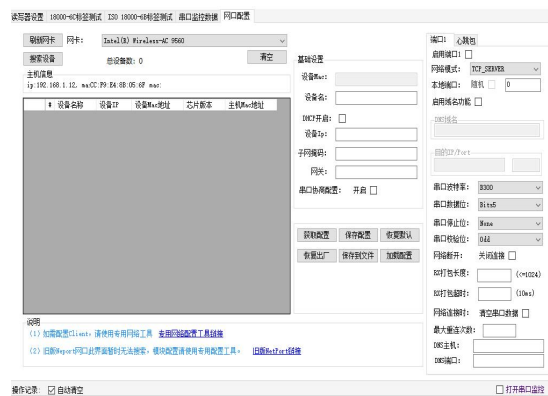 读写器设置 18000-6C标签测试 ISO 18000-6B标签测试 串口监控数据 网口配置
刷新网卡 网卡: Intel(R) Wireless-AC 9560
搜索设备 总设备数: 0 清空
主机信息
ip:192.168.1.12, mac:
# 设备名称 设备IP 设备Mac地址 芯片版本 主机Mac地址
说明
(1) 如需配置Client, 请使用专用网络工具 专用网络配置工具链接
(2) 旧版Neport网口此界面暂时无法搜索, 模块配置请使用专用配置工具。 旧版NetPort链接
基础设置
设备Mac:
设备名:
DHCP开启:
设备Ip:
子网掩码:
网关:
串口协商配置: 开启
获取配置 保存配置 恢复默认
恢复出厂 保存到文件 加载配置
端口1 心跳包
启用端口1
网络模式: TCP_SERVER
本地端口: 随机 0
启用域名功能
DNS域名
目的IP/Port
串口波特率: B300
串口数据位: Bits5
串口停止位: None
串口校验位: Odd
网络断开: 关闭连接
RX打包长度: (<=1024)
RX打包超时: (10ms)
网络连接时: 清空串口数据
最大重连次数:
DNS主机:
DNS端口:
操作记录: 自动清空
打开串口监控